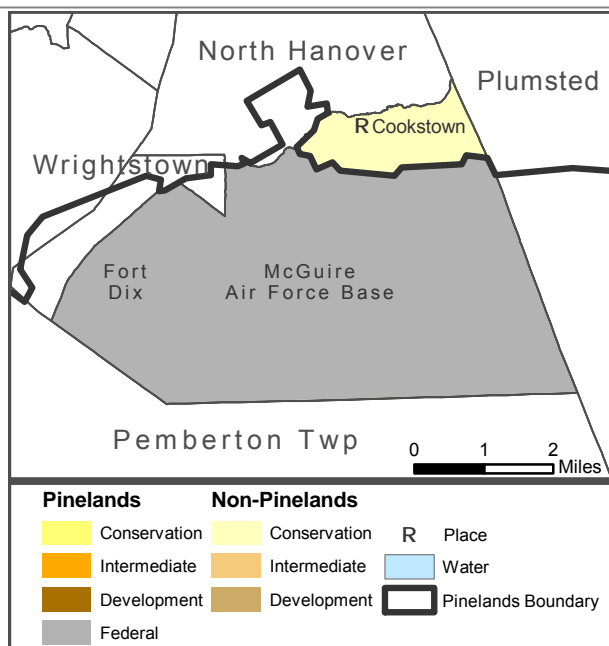 North Hanover
Plumsted
R Cookstown
Wrightstown
Fort
Dix
McGuire
Air Force Base
Pemberton Twp
0 1 2
Miles
Pinelands Non-Pinelands
Conservation Conservation R Place
Intermediate Intermediate Water
Development Development Pinelands Boundary
Federal